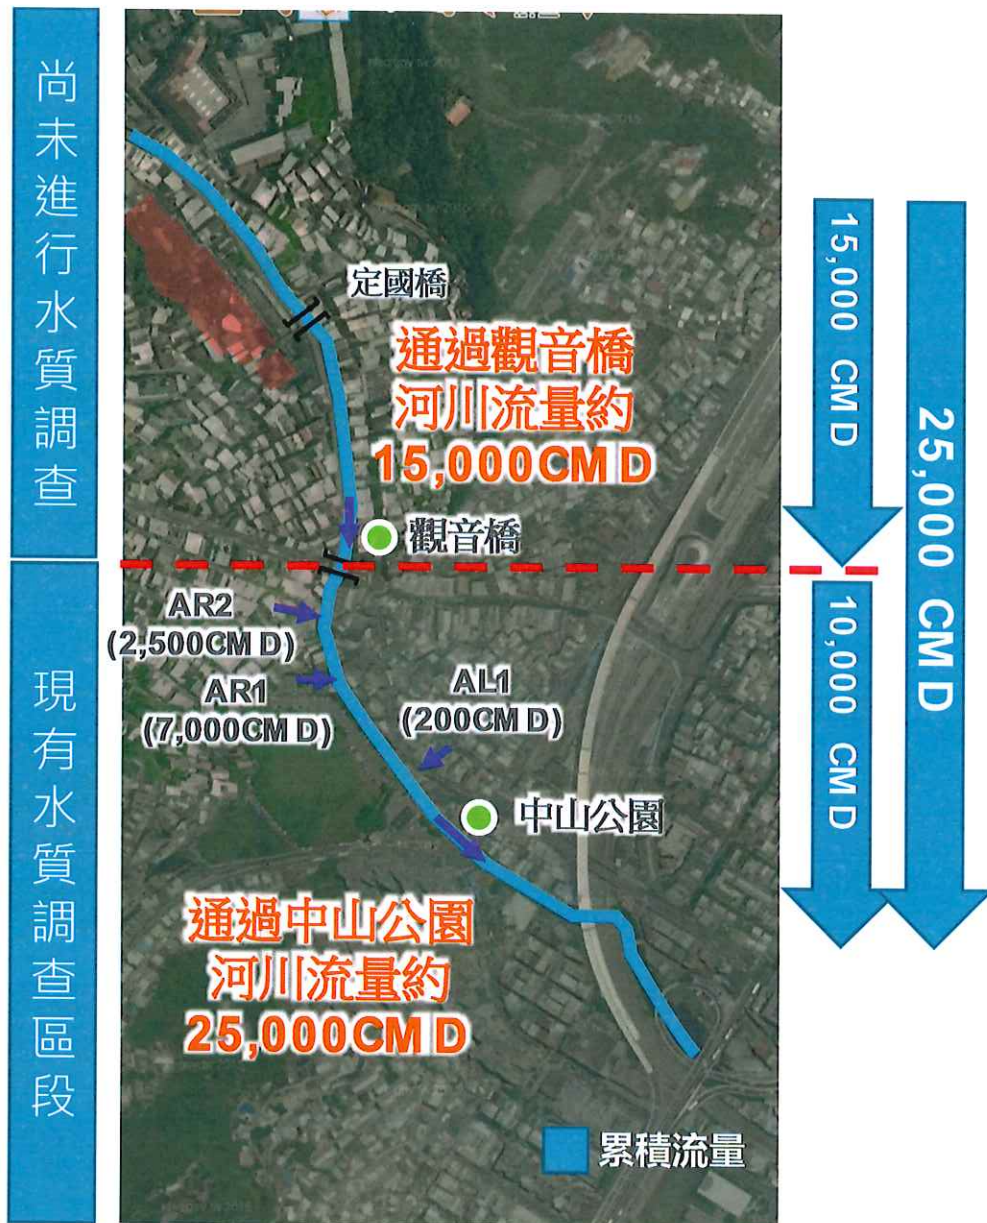 尚未進行水質調查
現有水質調查區段
定國橋
通過觀音橋
河川流量約
15,000CMD
觀音橋
AR2
(2,500CMD)
AR1
(7,000CMD)
AL1
(200CMD)
中山公園
通過中山公園
河川流量約
25,000CMD
累積流量
15,000 CMD
10,000 CMD
25,000 CMD